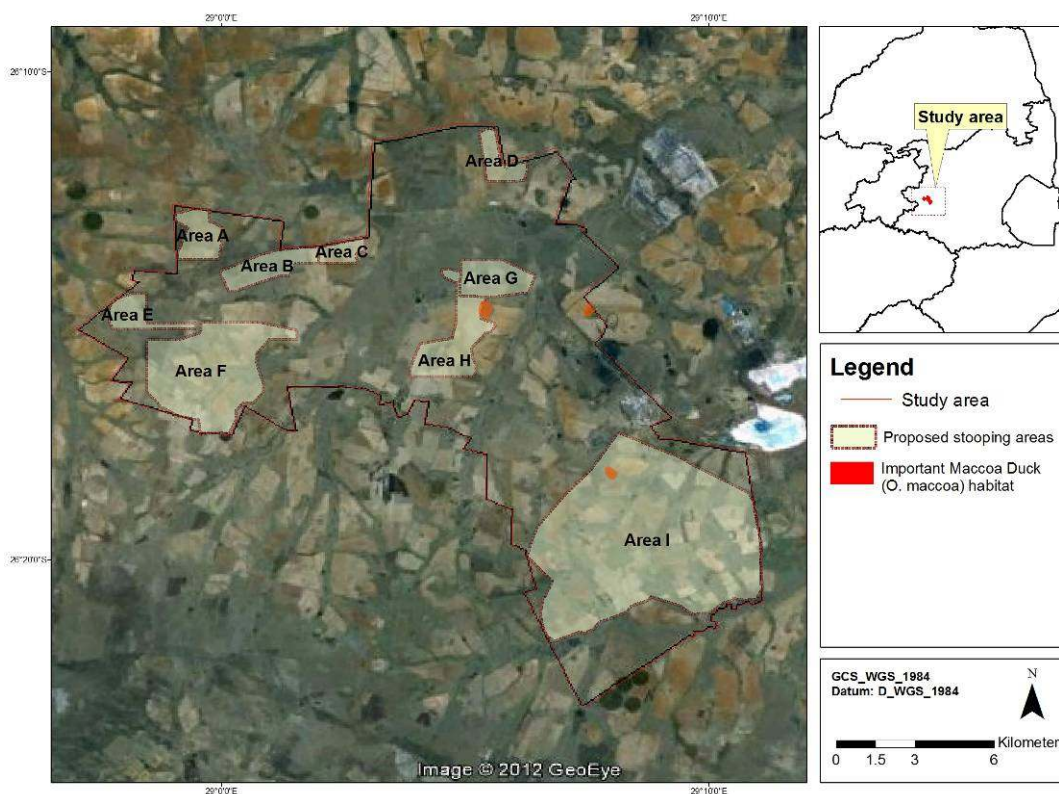 29°0'0"E
29°10'0"E
26°10'0"S
26°20'0"S
Area D
Area A
Area C
Area B
Area G
Area E
Area H
Area F
Area I
Image © 2012 GeoEye
29°0'0"E
29°10'0"E
Study area
Legend
Study area
Proposed stooping areas
Important Maccoa Duck
(O. maccoa) habitat
GCS_WGS_1984
Datum: D_WGS_1984
N
Kilometer
0 1.5 3 6